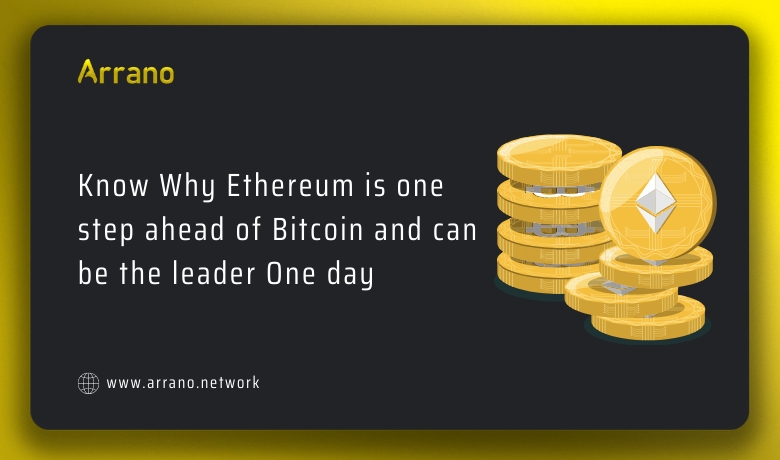 Arrano
Know Why Ethereum is one
step ahead of Bitcoin and can
be the leader One day
www.arrano.network